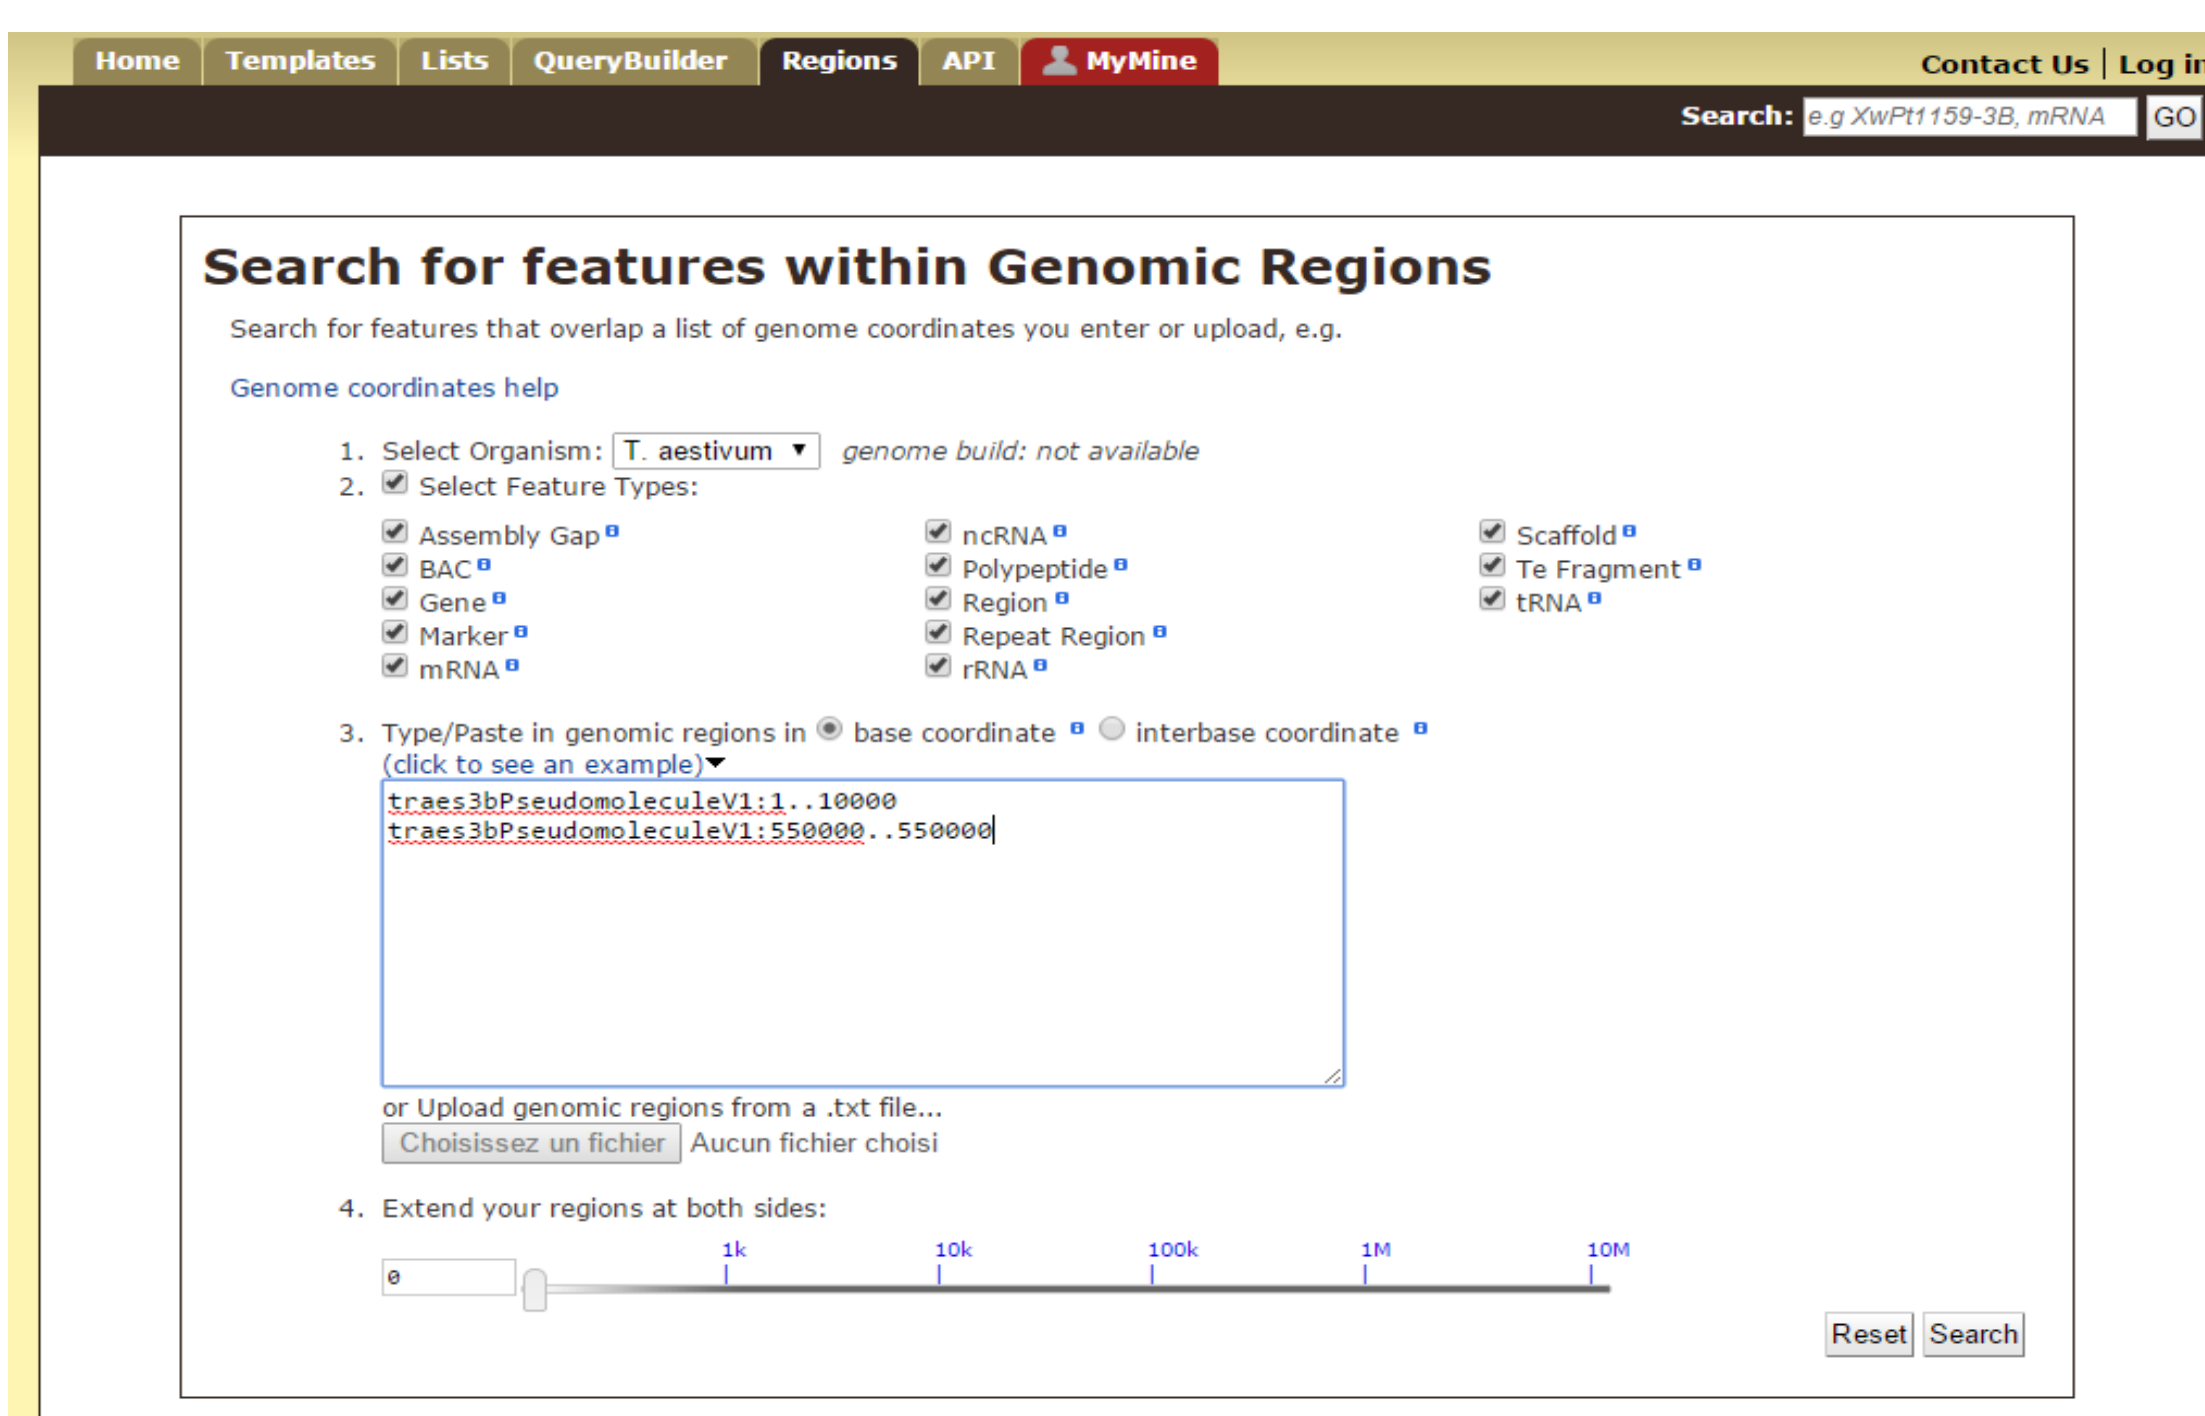 Home Templates Lists QueryBuilder Regions API MyMine
Contact Us | Log in
Search: e.g XwPt1159-3B, mRNA GO
Search for features within Genomic Regions
Search for features that overlap a list of genome coordinates you enter or upload, e.g.
Genome coordinates help
1. Select Organism: T. aestivum genome build: not available
2. Select Feature Types:
Assembly Gap ncRNA Scaffold
BAC Polypeptide Te Fragment
Gene Region tRNA
Marker Repeat Region
mRNA rRNA
3. Type/Paste in genomic regions in base coordinate interbase coordinate
(click to see an example)
traes3bPseudomoleculeV1:1..10000
traes3bPseudomoleculeV1:550000..550000
or Upload genomic regions from a .txt file...
Choisissez un fichier Aucun fichier choisi
4. Extend your regions at both sides:
1k 10k 100k 1M 10M
0
Reset Search